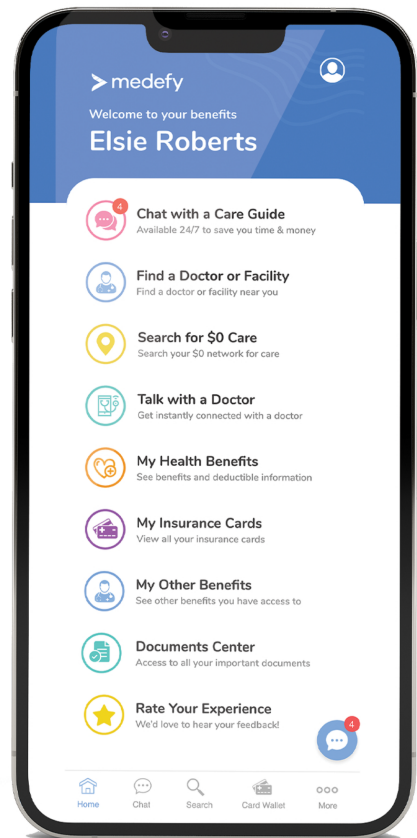 medefy
Welcome to your benefits
Elsie Roberts
4
Chat with a Care Guide
Available 24/7 to save you time & money
Find a Doctor or Facility
Find a doctor or facility near you
Search for $0 Care
Search your $0 network for care
Talk with a Doctor
Get instantly connected with a doctor
My Health Benefits
See benefits and deductible information
My Insurance Cards
View all your insurance cards
My Other Benefits
See other benefits you have access to
Documents Center
Access to all your important documents
Rate Your Experience
We'd love to hear your feedback!
4
Home
Chat
Search
Card Wallet
More